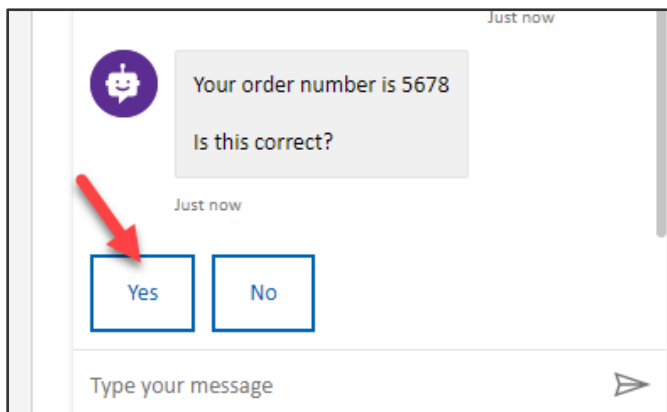 Just now
Your order number is 5678
Is this correct?
Just now
Yes
No
Type your message